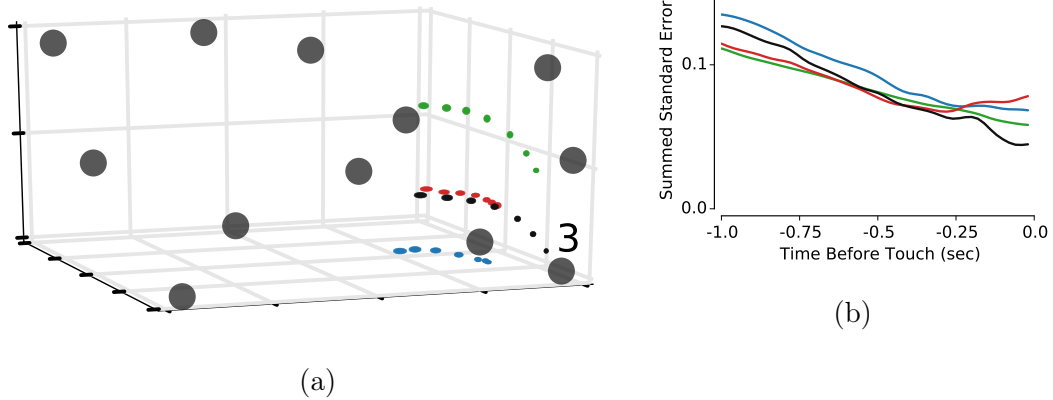 3
(a)
Summed Standard Error
0.1
0.0
-1.0 -0.75 -0.5 -0.25 0.0
Time Before Touch (sec)
(b)